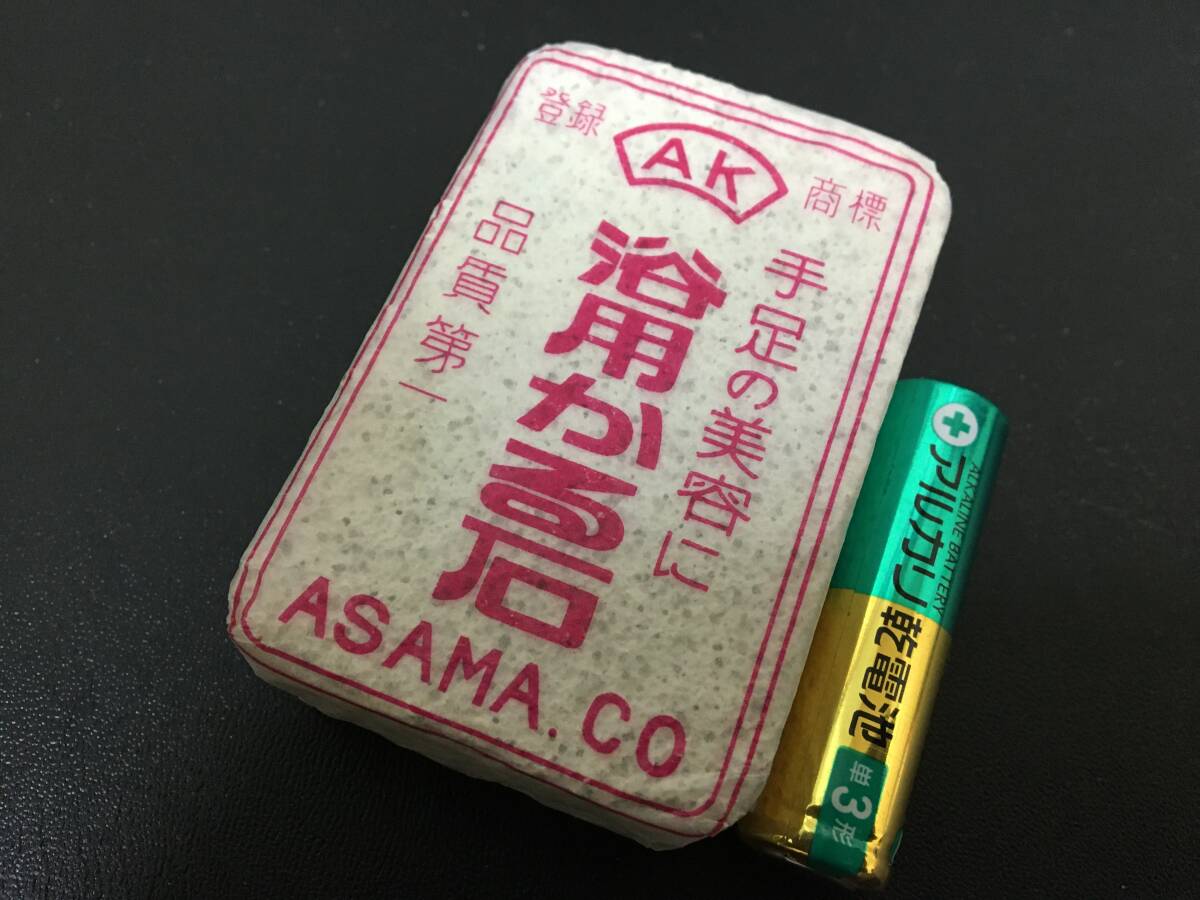 登録
AK
商標
手足の美容に
浴用かる石
品質第一
ASAMA.CO
アルカリ乾電池
ALKALINE BATTERY
単3形